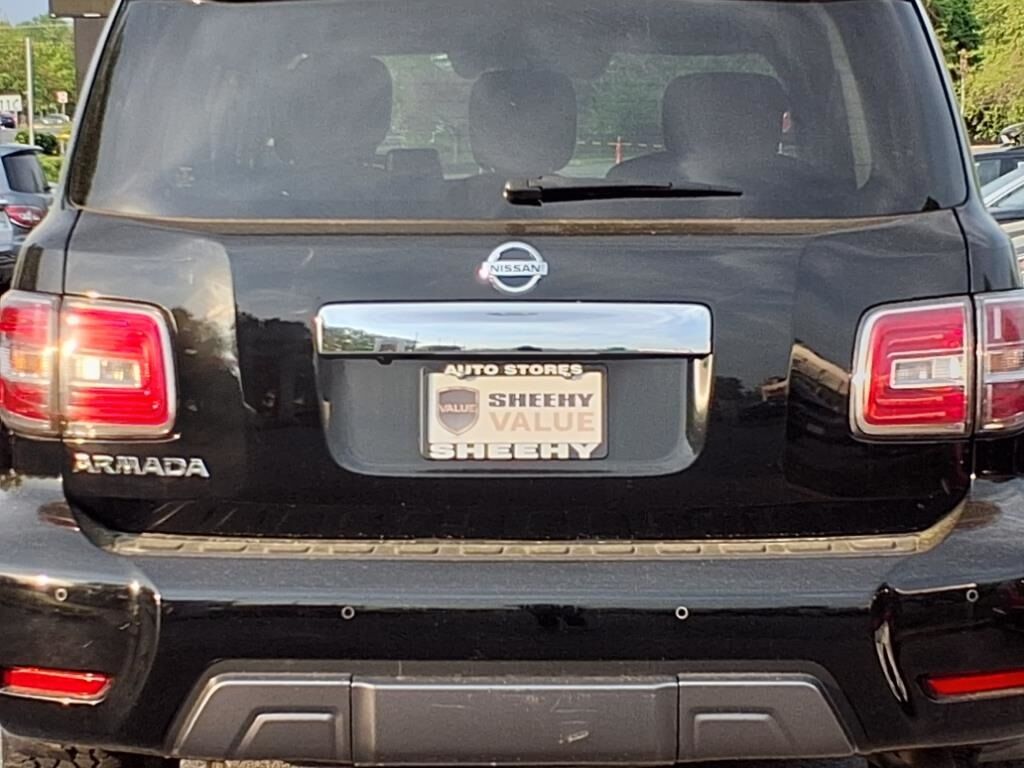 NISSAN
AUTO STORES
VALUE
SHEEHY
VALUE
SHEEHY
ARMADA